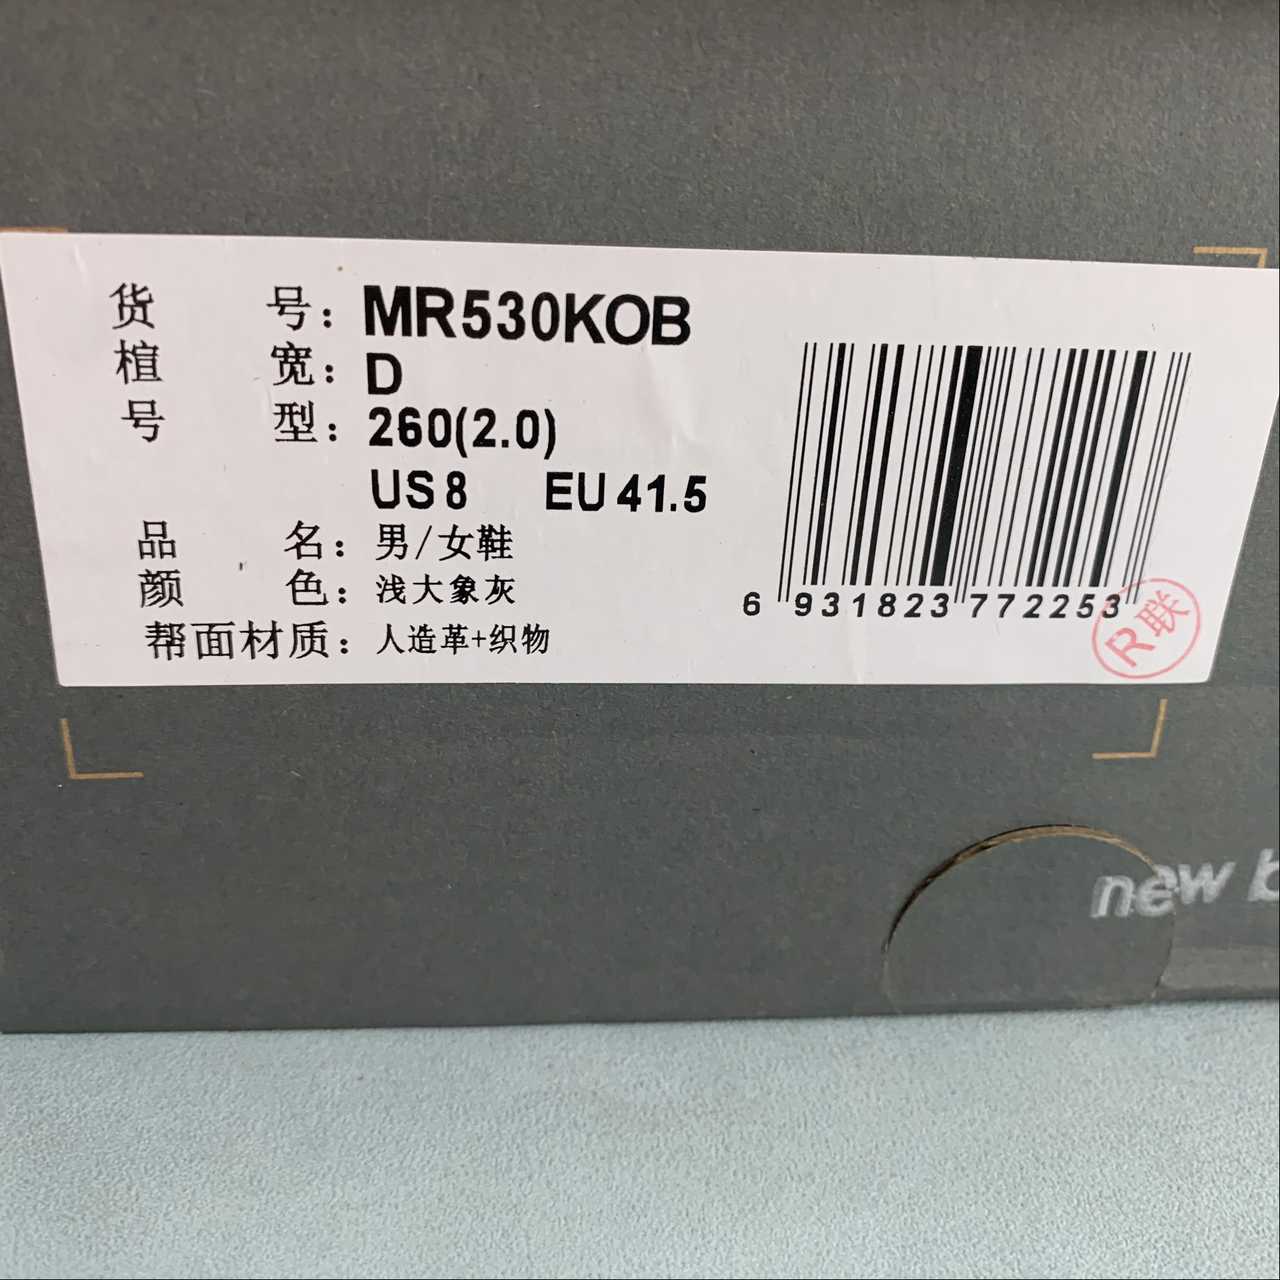 货号：MR530KOB
楦宽：D
号型：260(2.0)
US 8 EU 41.5
品名：男/女鞋
颜色：浅大象灰
帮面材质：人造革+织物
6 931823 772253
R联
new b